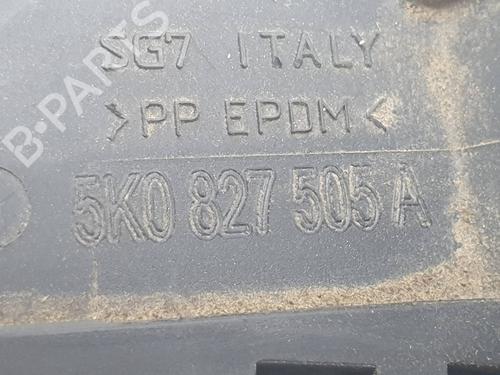 SG7 ITALY
>PP EPDM<
5K0 827 505 A
B-PARTS